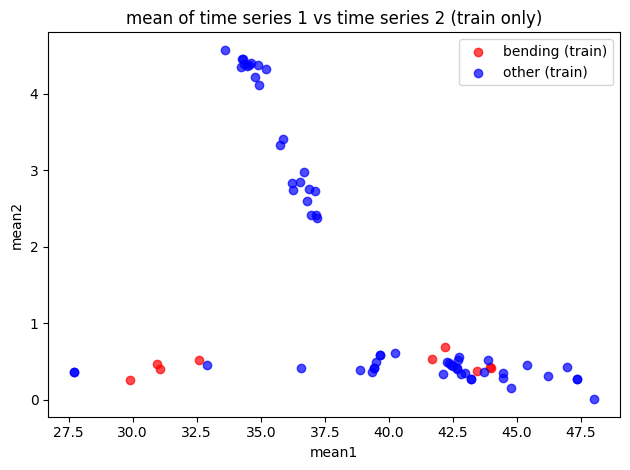 mean of time series 1 vs time series 2 (train only)
bending (train)
other (train)
mean2
4
3
2
1
0
27.5 30.0 32.5 35.0 37.5 40.0 42.5 45.0 47.5
mean1